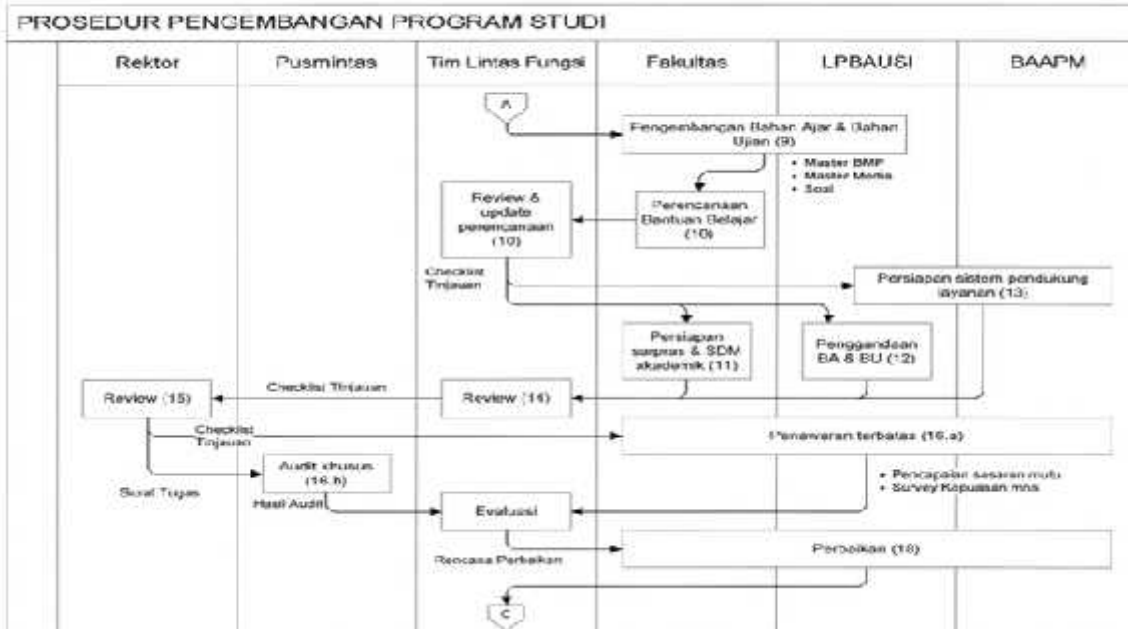 PROSEDUR PENGEMBANGAN PROGRAM STUDI
Rektor
Pusmintas
Tim Lintas Fungsi
Fakultas
LPBAUSI
BAAPM
A
Pengembangan Bahan Ajar & Bahan
Ujian (9)
• Master BMP
• Master Media
• Soal
Review &
update
perencanaan
(10)
Perencanaan
Bantuan Belajar
(10)
Checklist
Tinjauan
Persiapan sistem pendukung
layanan (13)
Persiapan
sarpras & SDM
akademik (11)
Penggandaan
BA & BU (12)
Review (15)
Checklist Tinjauan
Review (14)
Checklist
Tinjauan
Penawaran terbatas (16.a)
Surat Tugas
Audit khusus
(16.b)
Hasil Audit
Evaluasi
• Pencapaian sasaran mutu
• Survey Kepuasan mhs
Rencana Perbaikan
Perbaikan (18)
C